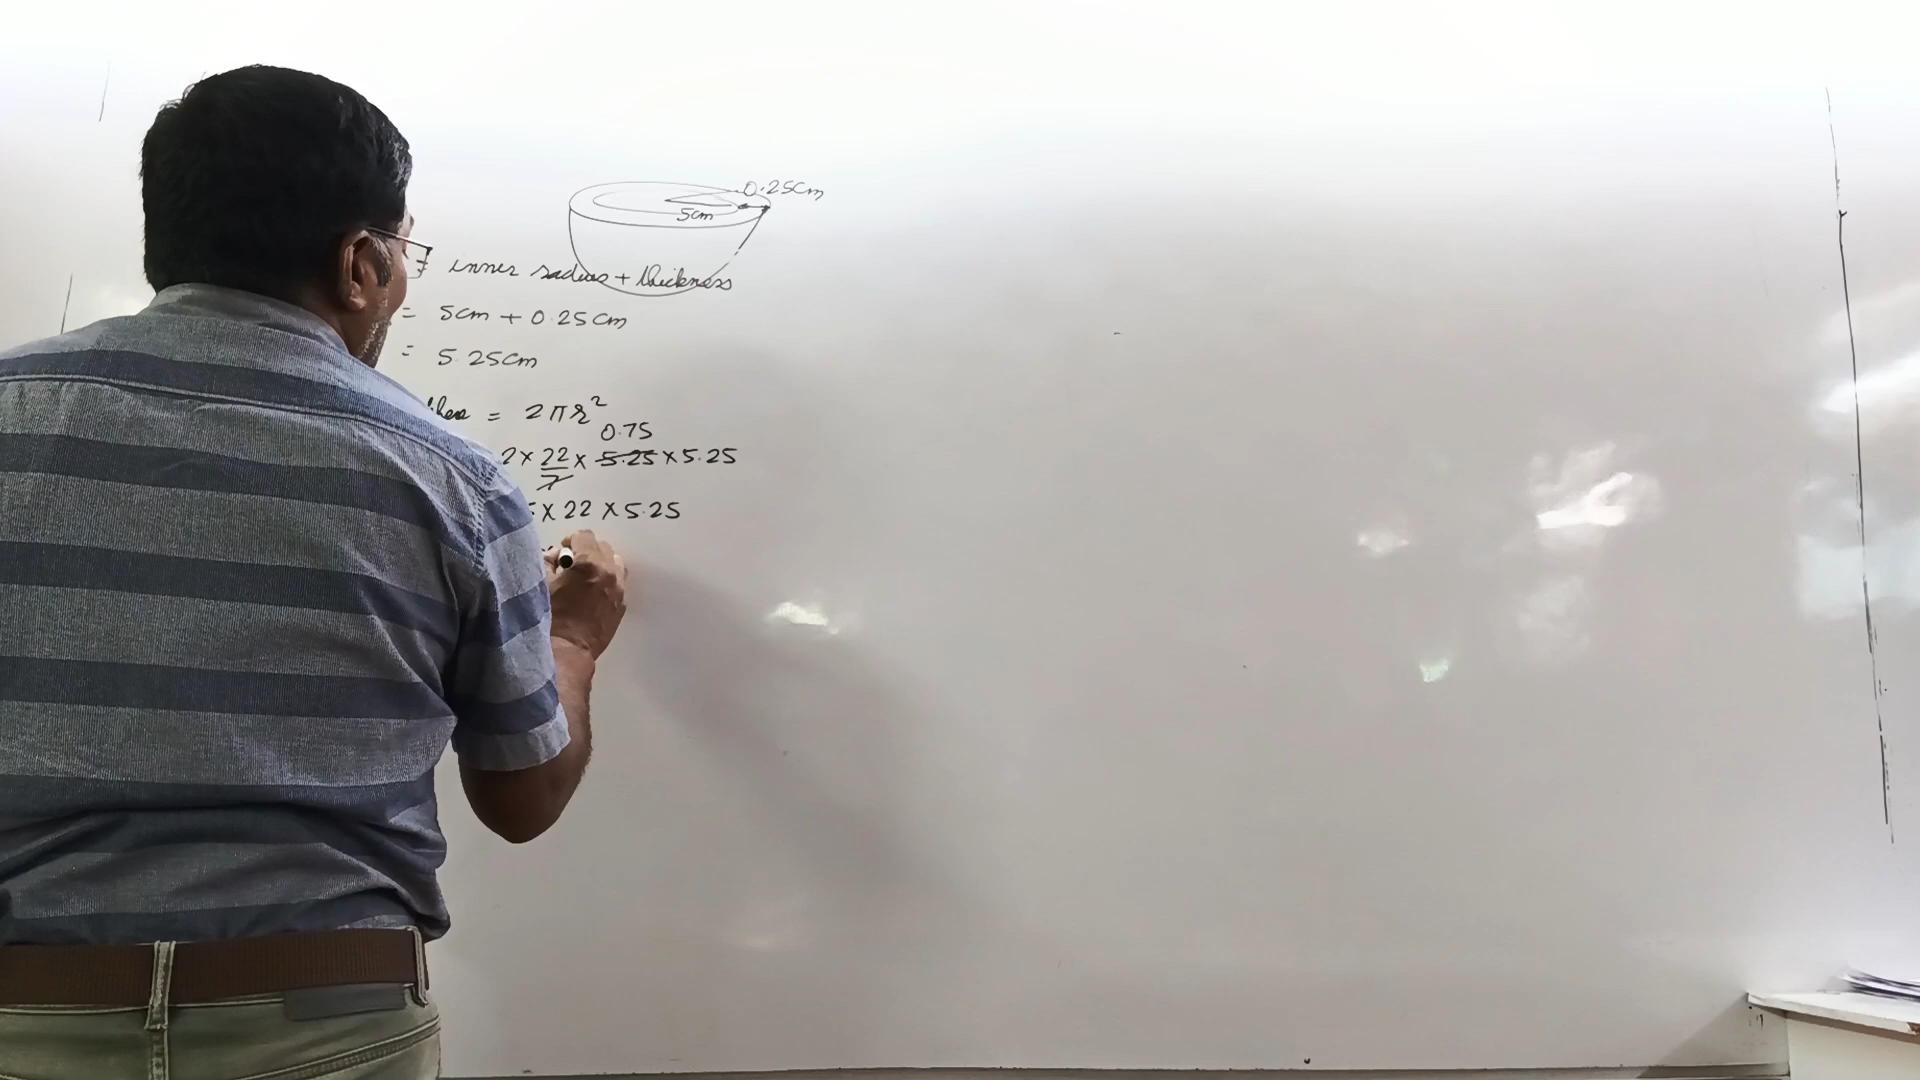 0.25cm
5cm
= inner radius + thickness
= 5cm + 0.25cm
= 5.25cm
= 2πr²
0.75
2 × 22/7 × 5.25 × 5.25
5 × 22 × 5.25